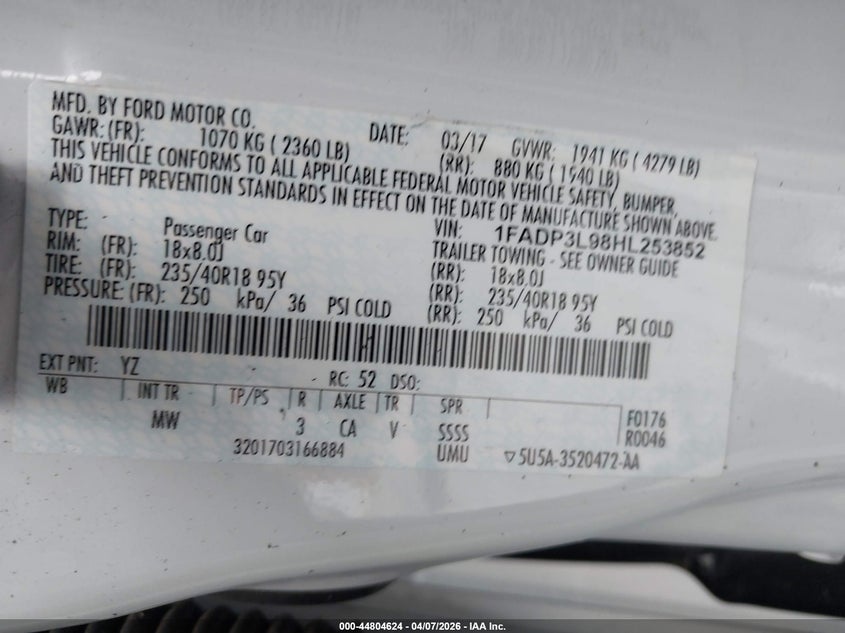 MFD. BY FORD MOTOR CO.
DATE: 03/17 GVWR: 1941 KG ( 4279 LB)
GAWR: (FR): 1070 KG ( 2360 LB) (RR): 880 KG ( 1940 LB)
THIS VEHICLE CONFORMS TO ALL APPLICABLE FEDERAL MOTOR VEHICLE SAFETY, BUMPER,
AND THEFT PREVENTION STANDARDS IN EFFECT ON THE DATE OF MANUFACTURE SHOWN ABOVE.
VIN: 1FADP3L98HL253852
TYPE: Passenger Car TRAILER TOWING - SEE OWNER GUIDE
RIM: (FR): 18x8.0J (RR): 18x8.0J
TIRE: (FR): 235/40R18 95Y (RR): 235/40R18 95Y
PRESSURE: (FR): 250 kPa/ 36 PSI COLD (RR): 250 kPa/ 36 PSI COLD
EXT PNT: YZ RC: 52 DSO:
WB INT TR TP/PS R AXLE TR SPR F0176
MW 3 CA V SSSS R0046
3201703166884 UMU ▽5U5A-3520472-AA
000-44804624 - 04/07/2026 - IAA Inc.